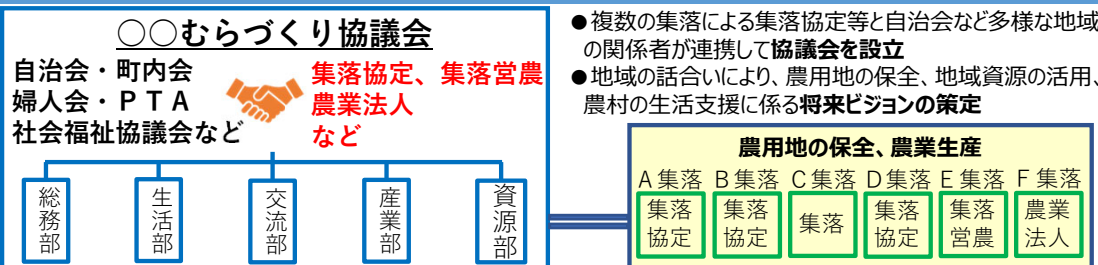 ○○むらづくり協議会
自治会・町内会
婦人会・ＰＴＡ
社会福祉協議会など
集落協定、集落営農
農業法人
など
総務部
生活部
交流部
産業部
資源部
●複数の集落による集落協定等と自治会など多様な地域
の関係者が連携して協議会を設立
●地域の話合いにより、農用地の保全、地域資源の活用、
農村の生活支援に係る将来ビジョンの策定
農用地の保全、農業生産
Ａ集落 Ｂ集落 Ｃ集落 Ｄ集落 Ｅ集落 Ｆ集落
集落 集落 集落 集落 集落 農業
協定 協定 協定 営農 法人